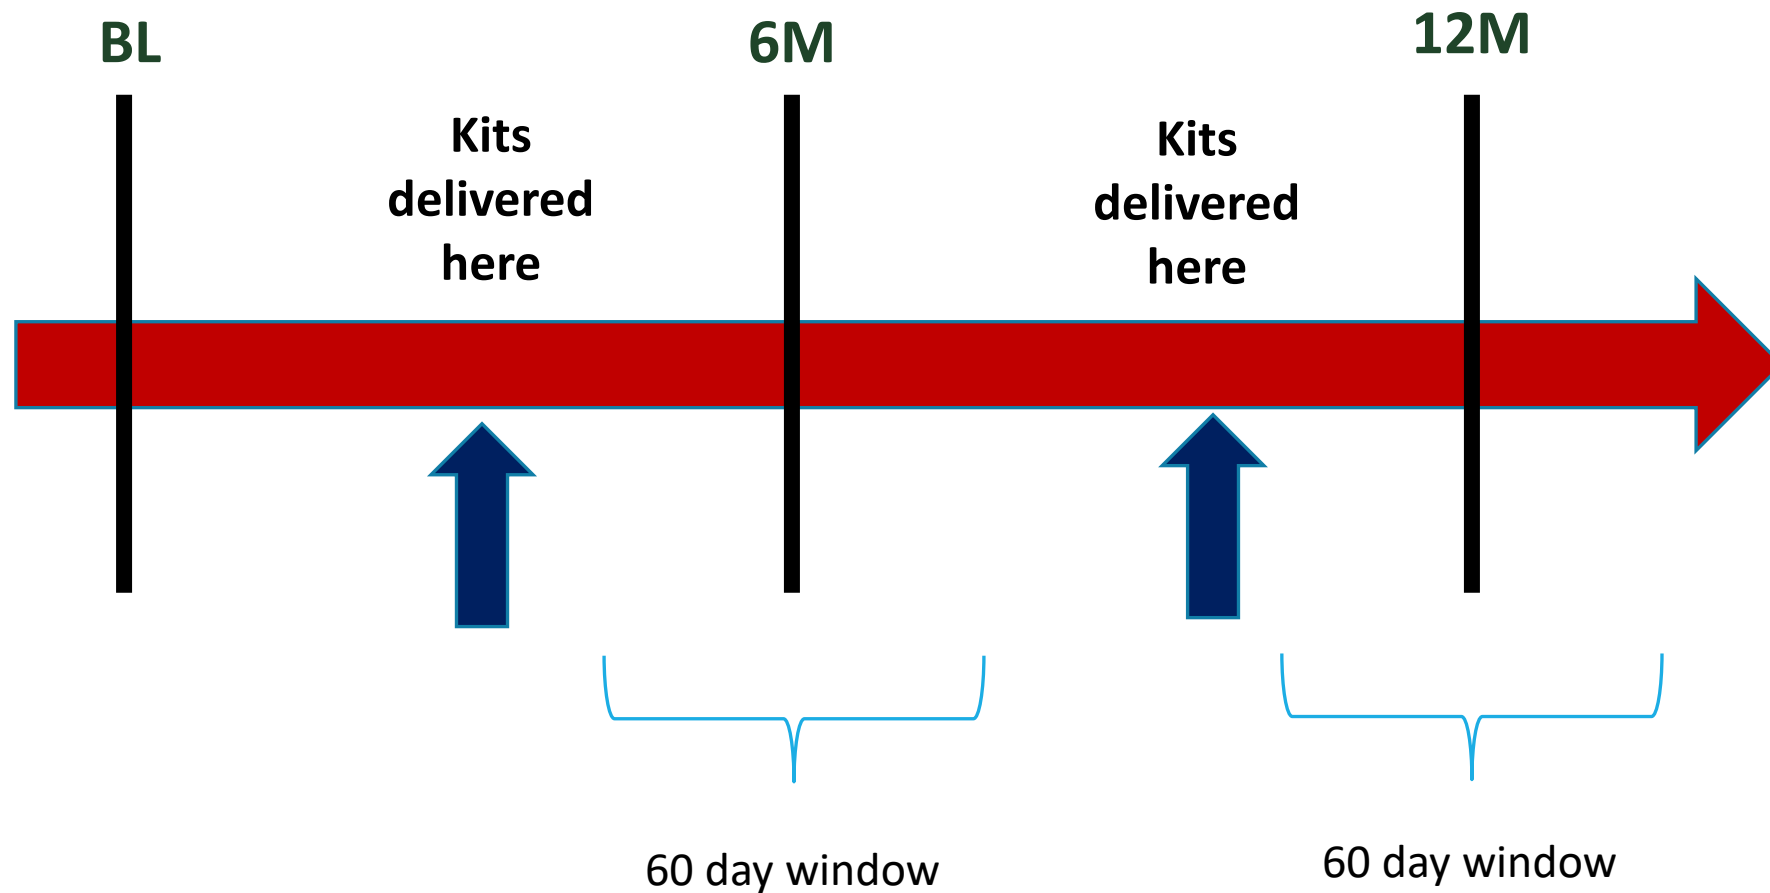 BL
6M
12M
Kits
delivered
here
Kits
delivered
here
60 day window
60 day window